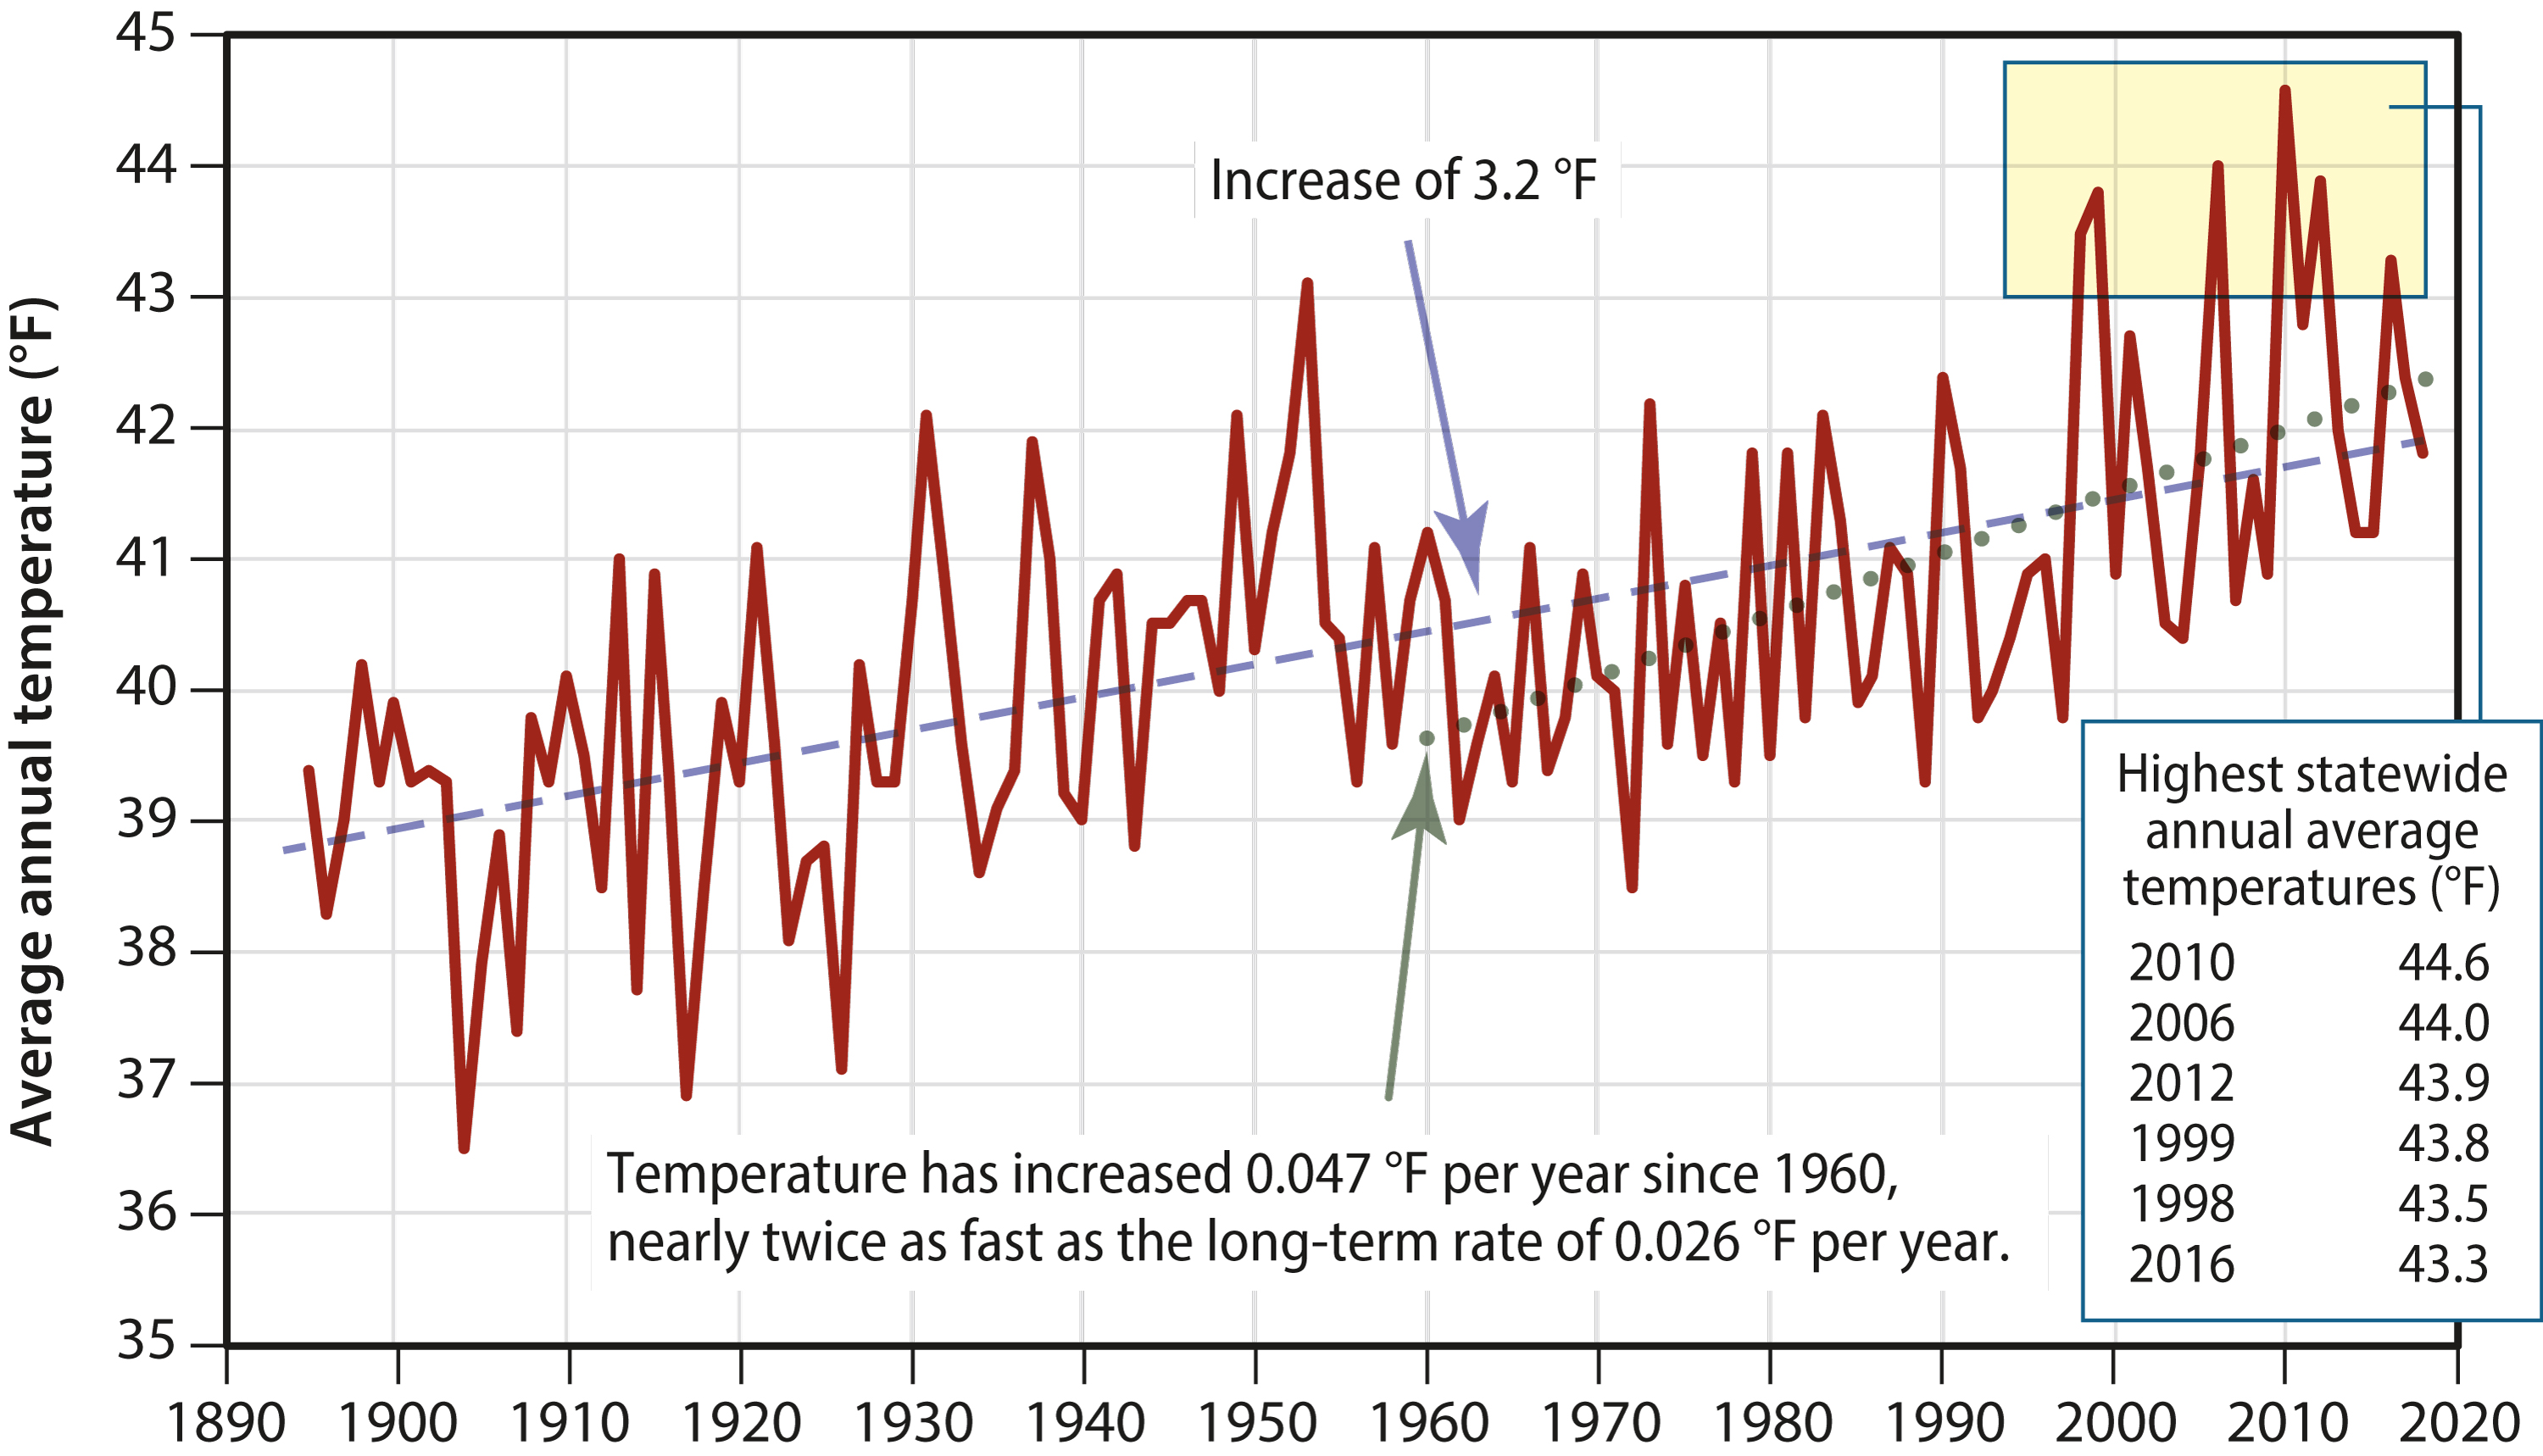 45
44
43
42
41
40
39
38
37
36
35
Average annual temperature (°F)
Increase of 3.2 °F
Temperature has increased 0.047 °F per year since 1960,
nearly twice as fast as the long-term rate of 0.026 °F per year.
Highest statewide
annual average
temperatures (°F)
2010 44.6
2006 44.0
2012 43.9
1999 43.8
1998 43.5
2016 43.3
1890 1900 1910 1920 1930 1940 1950 1960 1970 1980 1990 2000 2010 2020